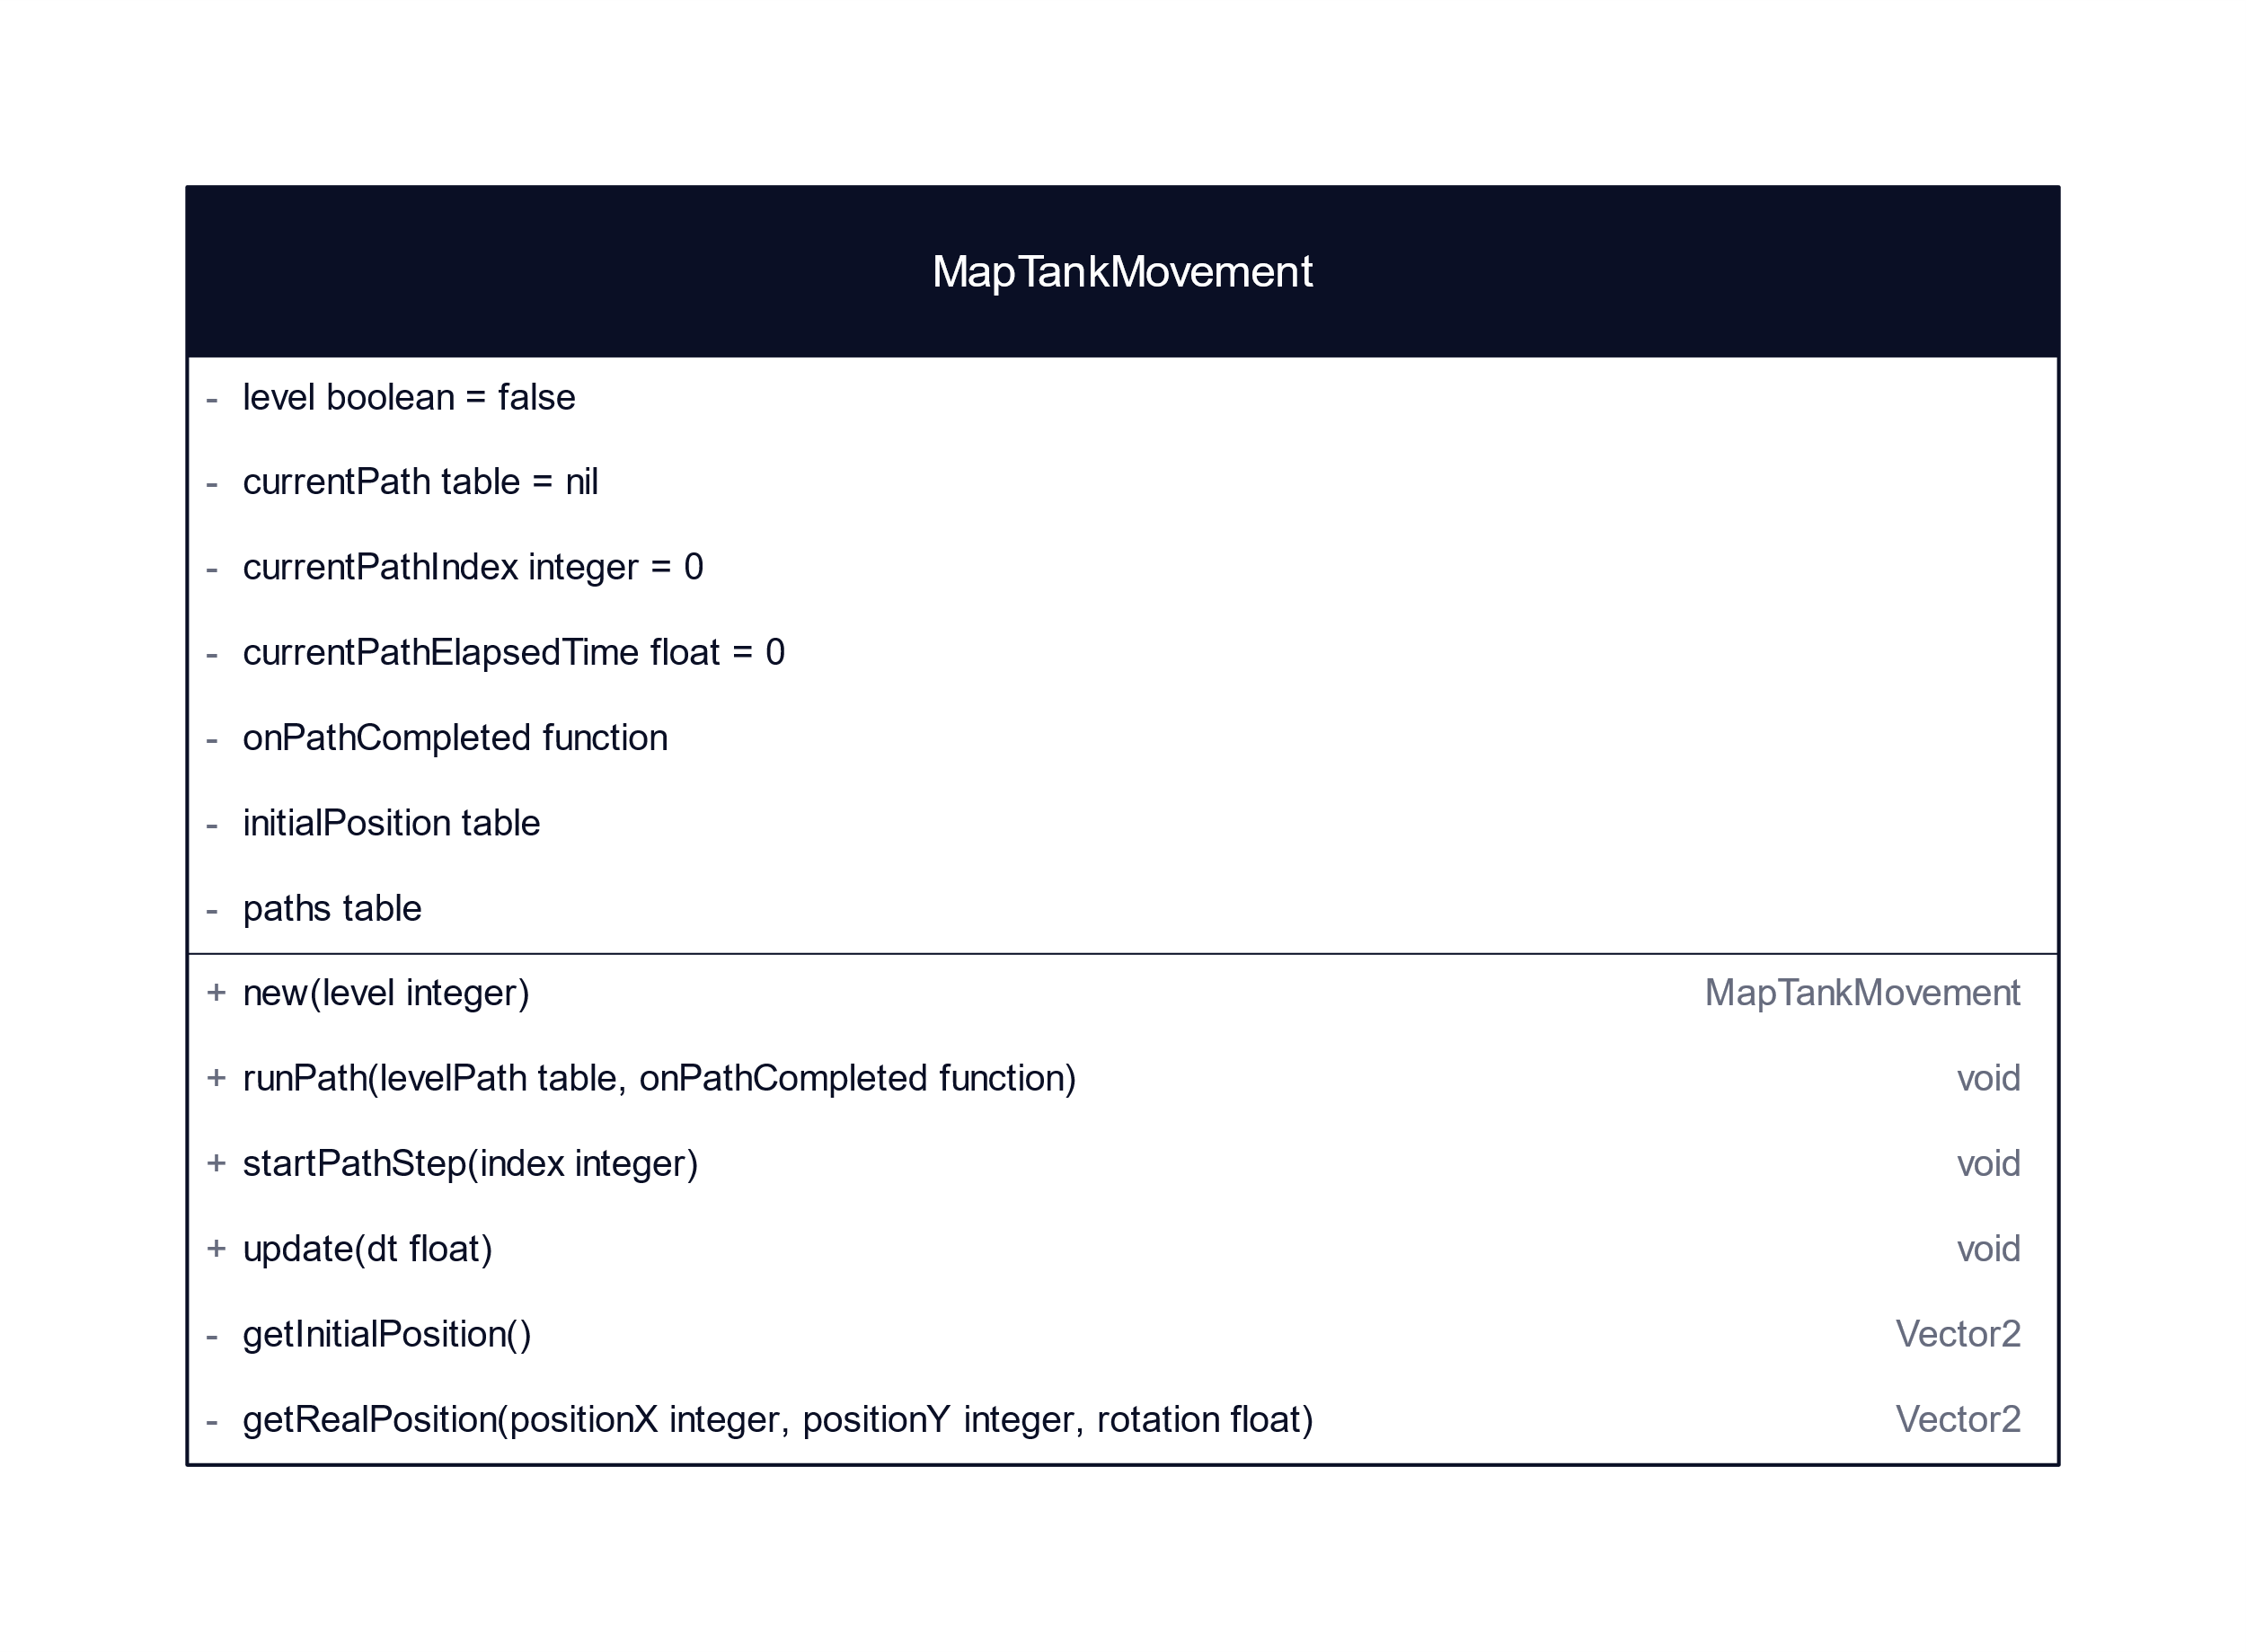 MapTankMovement
- level boolean = false
- currentPath table = nil
- currentPathIndex integer = 0
- currentPathElapsedTime float = 0
- onPathCompleted function
- initialPosition table
- paths table
+ new(level integer) MapTankMovement
+ runPath(levelPath table, onPathCompleted function) void
+ startPathStep(index integer) void
+ update(dt float) void
- getInitialPosition() Vector2
- getRealPosition(positionX integer, positionY integer, rotation float) Vector2